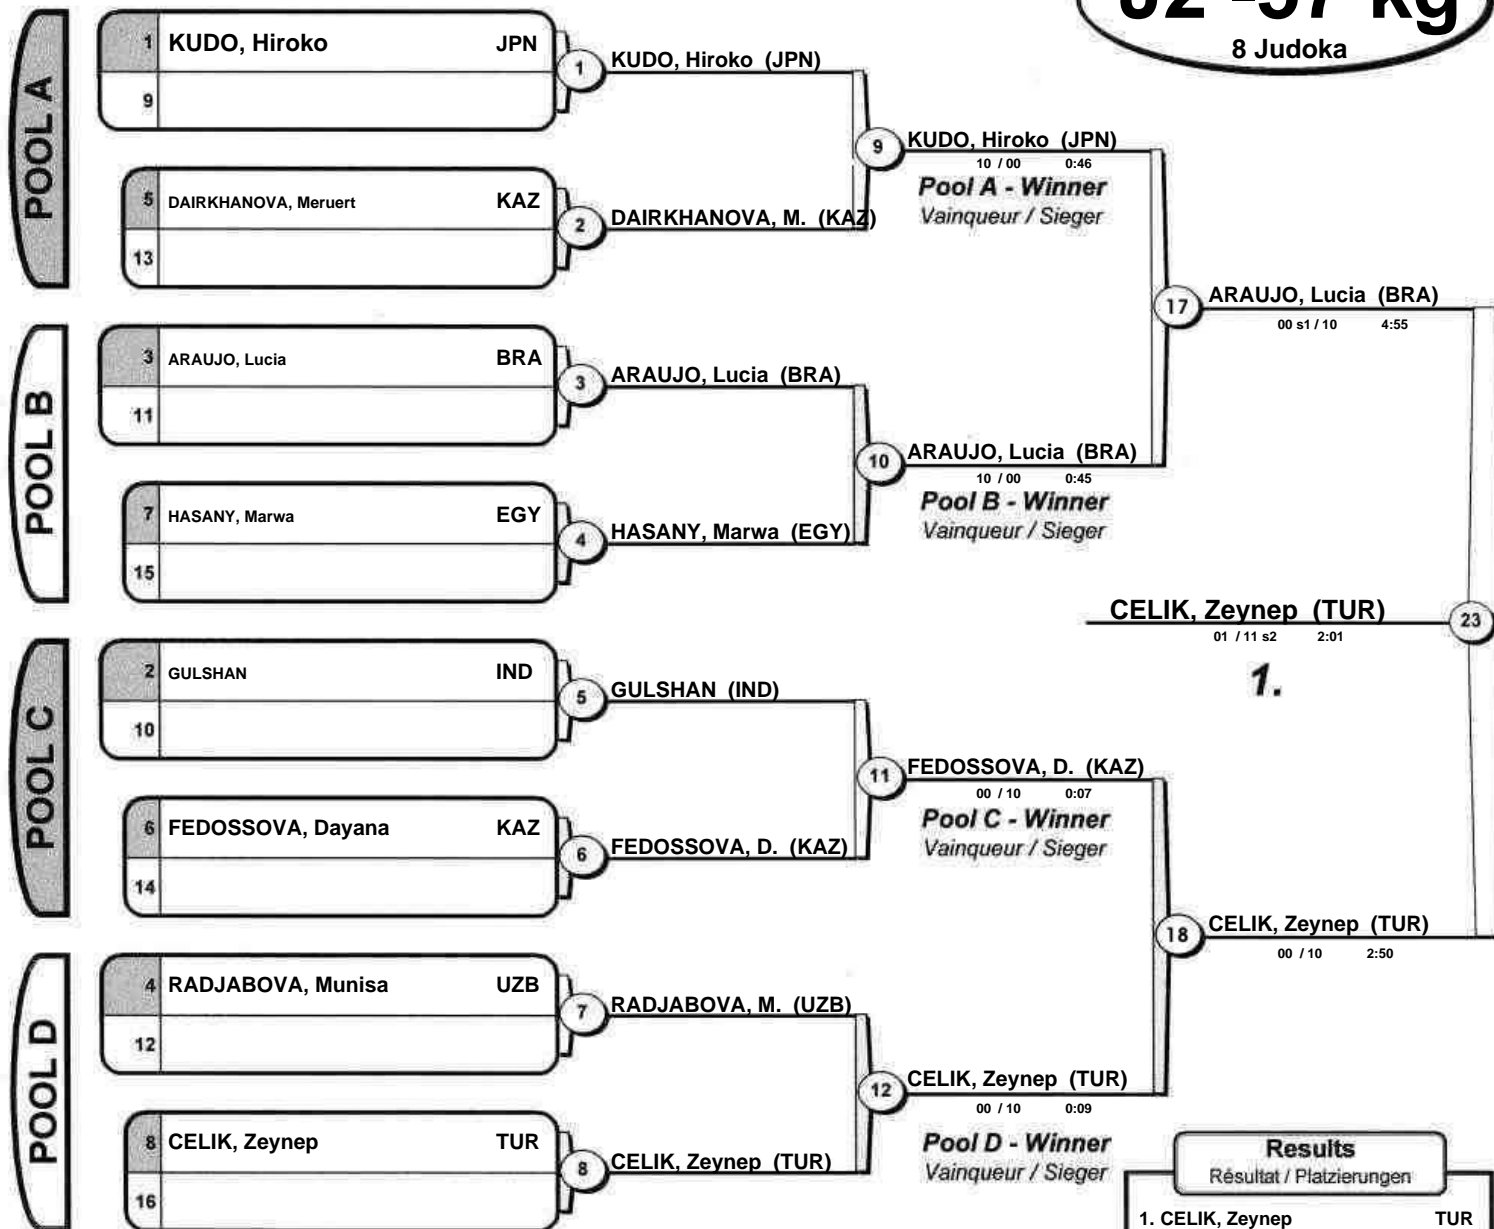 J2 -57 kg
8 Judoka
POOL A
1 KUDO, Hiroko JPN
9
5 DAIRKHANOVA, Meruert KAZ
13
1 KUDO, Hiroko (JPN)
2 DAIRKHANOVA, M. (KAZ)
9 KUDO, Hiroko (JPN)
10 / 00 0:46
Pool A - Winner
Vainqueur / Sieger
POOL B
3 ARAUJO, Lucia BRA
11
7 HASANY, Marwa EGY
15
3 ARAUJO, Lucia (BRA)
4 HASANY, Marwa (EGY)
10 ARAUJO, Lucia (BRA)
10 / 00 0:45
Pool B - Winner
Vainqueur / Sieger
17 ARAUJO, Lucia (BRA)
00 s1 / 10 4:55
CELIK, Zeynep (TUR) 23
01 / 11 s2 2:01
1.
POOL C
2 GULSHAN IND
10
6 FEDOSSOVA, Dayana KAZ
14
5 GULSHAN (IND)
6 FEDOSSOVA, D. (KAZ)
11 FEDOSSOVA, D. (KAZ)
00 / 10 0:07
Pool C - Winner
Vainqueur / Sieger
POOL D
4 RADJABOVA, Munisa UZB
12
8 CELIK, Zeynep TUR
16
7 RADJABOVA, M. (UZB)
8 CELIK, Zeynep (TUR)
12 CELIK, Zeynep (TUR)
00 / 10 0:09
Pool D - Winner
Vainqueur / Sieger
18 CELIK, Zeynep (TUR)
00 / 10 2:50
Results
Résultat / Platzierungen
1. CELIK, Zeynep TUR